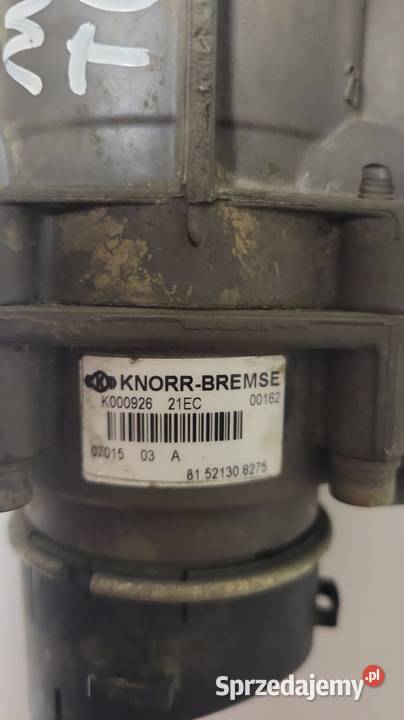 KNORR-BREMSE
K000926 21EC 00162
07015 03 A
81 52130 6275
Sprzedajemy.pl